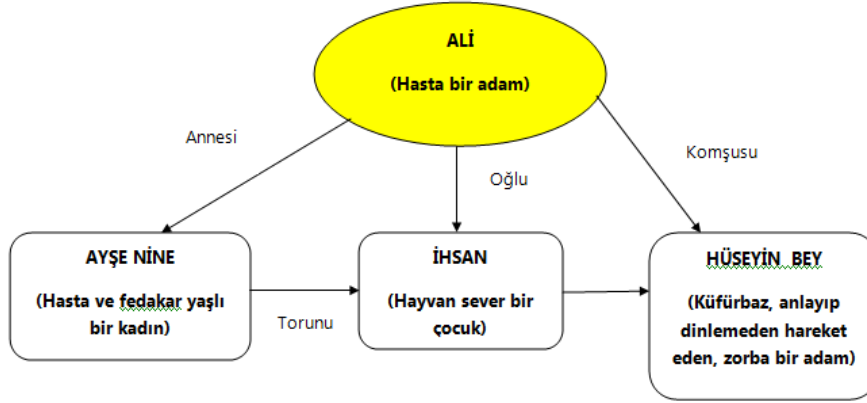 ALİ
(Hasta bir adam)
Annesi
Oğlu
Komşusu
AYŞE NİNE
(Hasta ve fedakar yaşlı
bir kadın)
Torunu
İHSAN
(Hayvan sever bir
çocuk)
HÜSEYİN BEY
(Küfürbaz, anlayıp
dinlemeden hareket
eden, zorba bir adam)